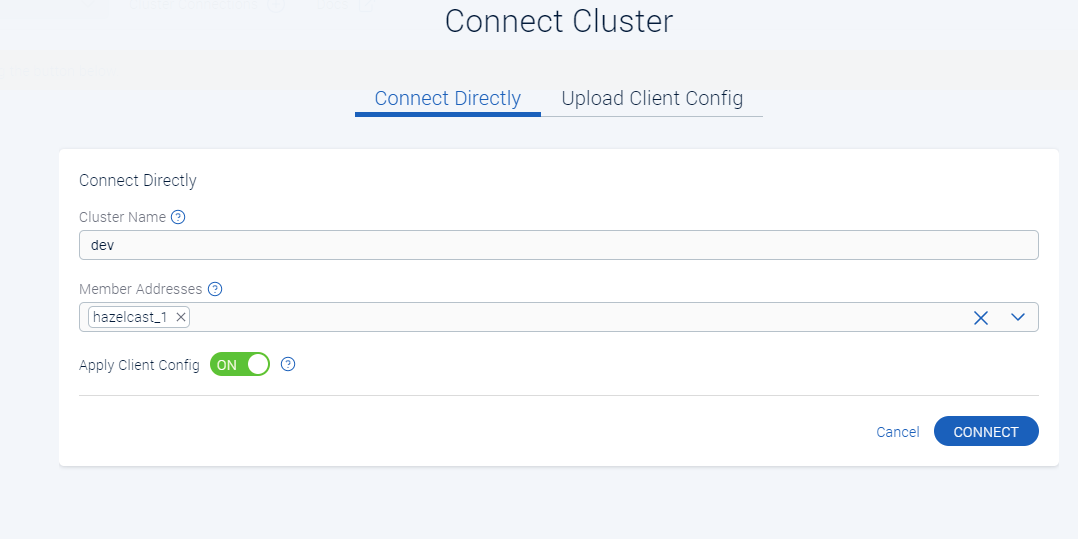 Connect Cluster
Connect Directly Upload Client Config
Connect Directly
Cluster Name ?
dev
Member Addresses ?
hazelcast_1 ×
Apply Client Config ON ?
Cancel CONNECT